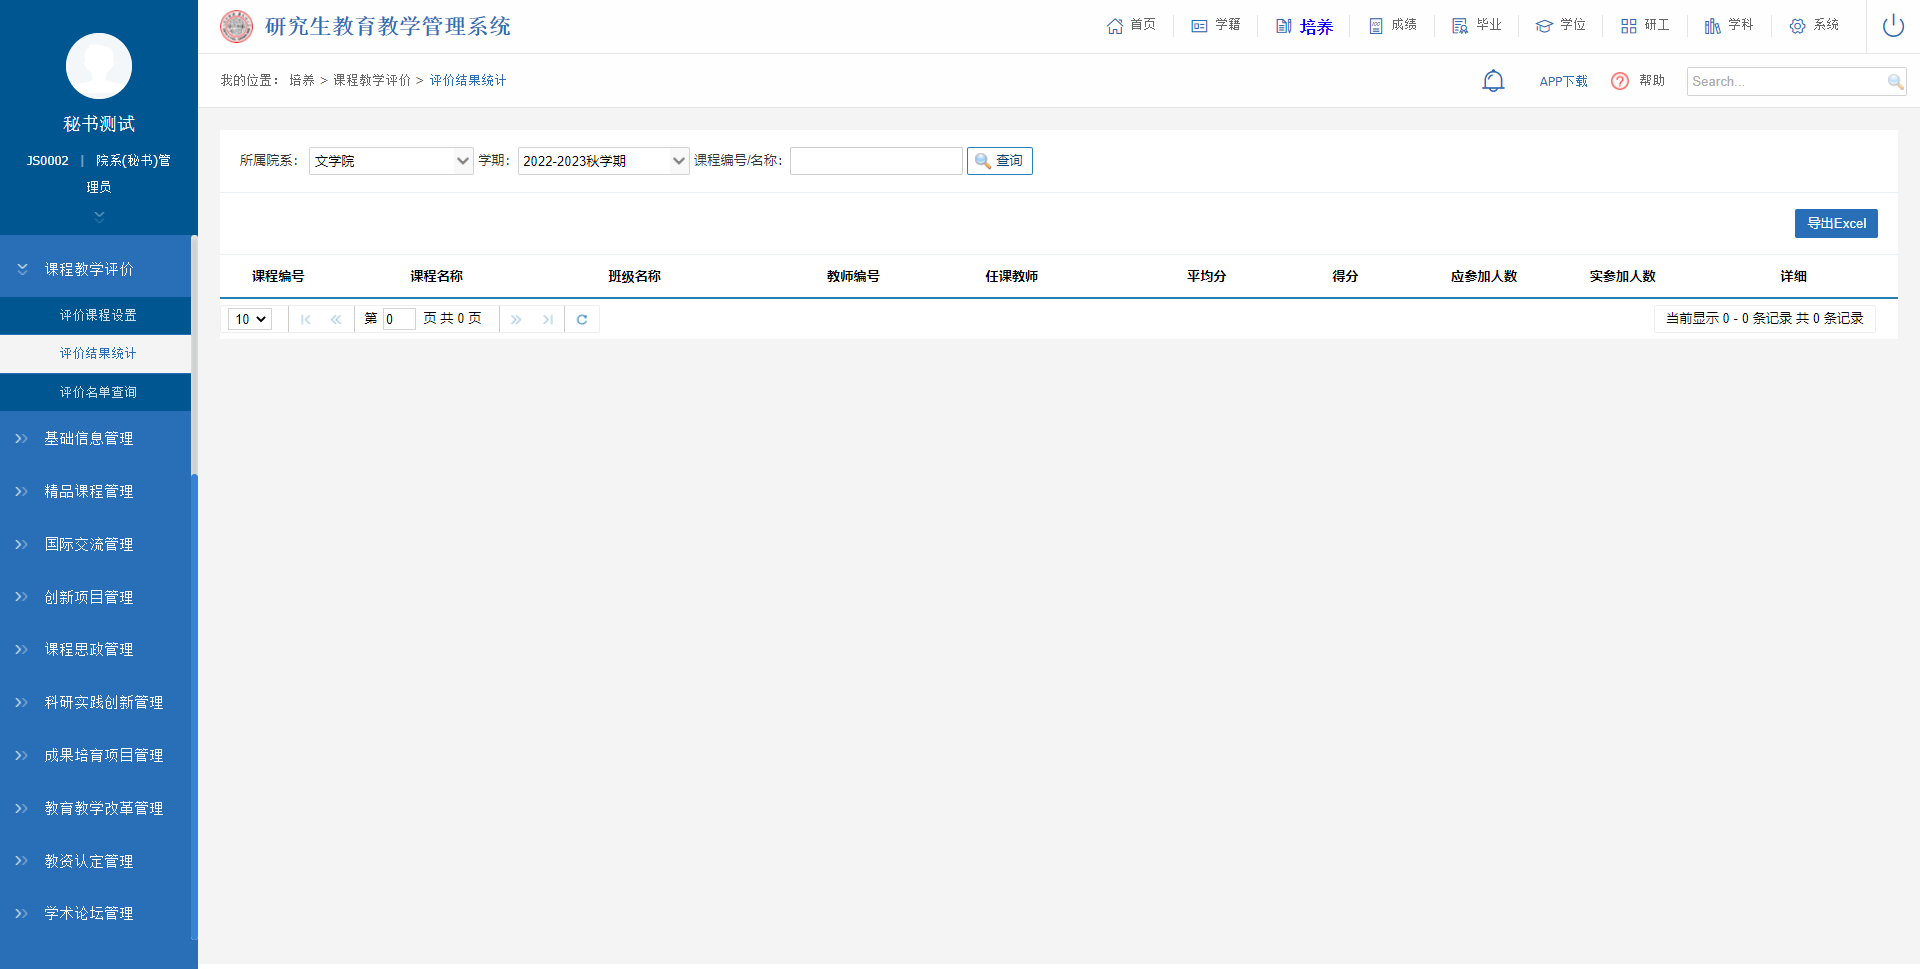 研究生教育教学管理系统
首页 学籍 培养 成绩 毕业 学位 研工 学科 系统
秘书测试
JS0002 | 院系(秘书)管
理员
我的位置： 培养 > 课程教学评价 > 评价结果统计
APP下载 帮助 Search...
课程教学评价
评价课程设置
评价结果统计
评价名单查询
基础信息管理
精品课程管理
国际交流管理
创新项目管理
课程思政管理
科研实践创新管理
成果培育项目管理
教育教学改革管理
教资认定管理
学术论坛管理
所属院系： 文学院 学期： 2022-2023秋学期 课程编号/名称： 查询
导出Excel
课程编号 课程名称 班级名称 教师编号 任课教师 平均分 得分 应参加人数 实参加人数 详细
10 第 0 页 共 0 页 当前显示 0 - 0 条记录 共 0 条记录